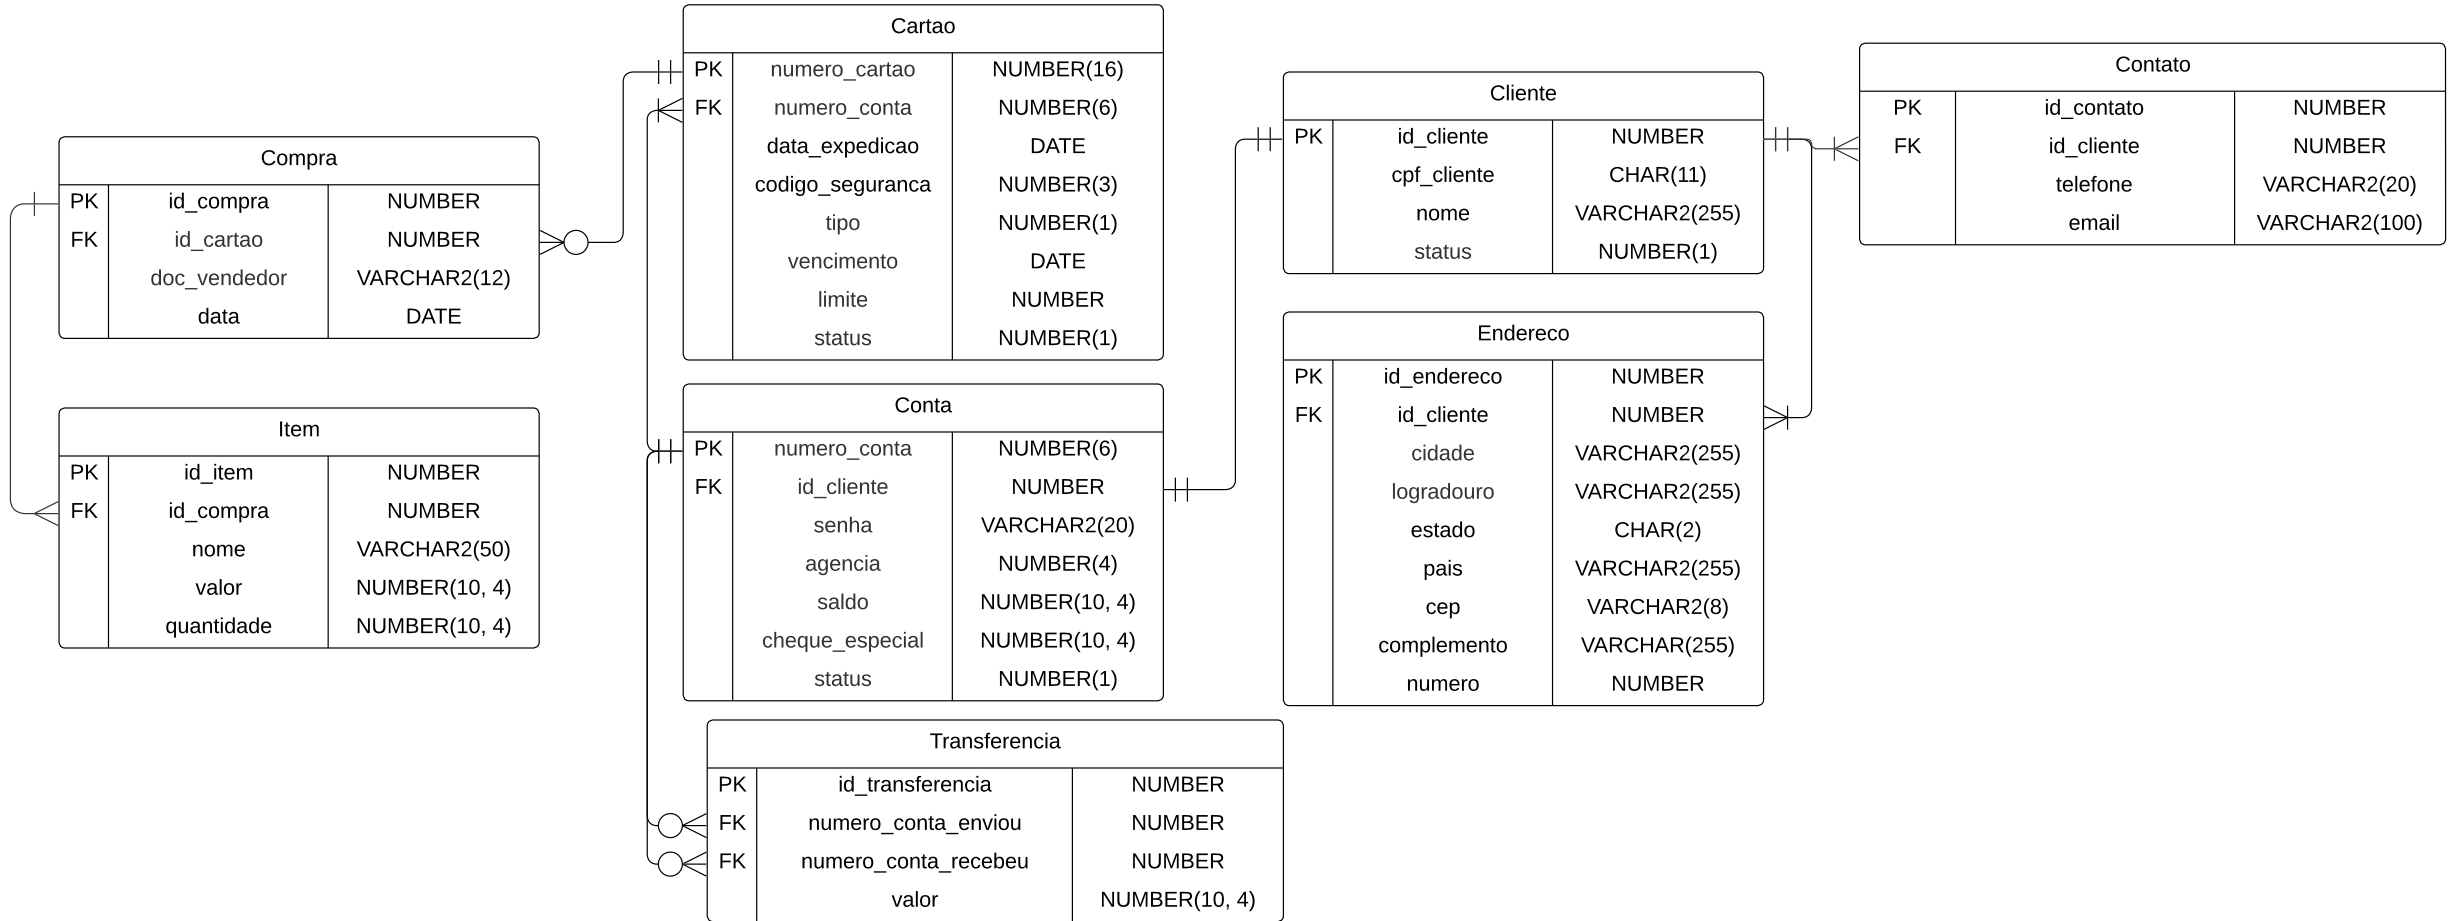 Cartao
PK numero_cartao NUMBER(16)
FK numero_conta NUMBER(6)
data_expedicao DATE
codigo_seguranca NUMBER(3)
tipo NUMBER(1)
vencimento DATE
limite NUMBER
status NUMBER(1)
Cliente
PK id_cliente NUMBER
cpf_cliente CHAR(11)
nome VARCHAR2(255)
status NUMBER(1)
Contato
PK id_contato NUMBER
FK id_cliente NUMBER
telefone VARCHAR2(20)
email VARCHAR2(100)
Compra
PK id_compra NUMBER
FK id_cartao NUMBER
doc_vendedor VARCHAR2(12)
data DATE
Item
PK id_item NUMBER
FK id_compra NUMBER
nome VARCHAR2(50)
valor NUMBER(10, 4)
quantidade NUMBER(10, 4)
Conta
PK numero_conta NUMBER(6)
FK id_cliente NUMBER
senha VARCHAR2(20)
agencia NUMBER(4)
saldo NUMBER(10, 4)
cheque_especial NUMBER(10, 4)
status NUMBER(1)
Endereco
PK id_endereco NUMBER
FK id_cliente NUMBER
cidade VARCHAR2(255)
logradouro VARCHAR2(255)
estado CHAR(2)
pais VARCHAR2(255)
cep VARCHAR2(8)
complemento VARCHAR(255)
numero NUMBER
Transferencia
PK id_transferencia NUMBER
FK numero_conta_enviou NUMBER
FK numero_conta_recebeu NUMBER
valor NUMBER(10, 4)